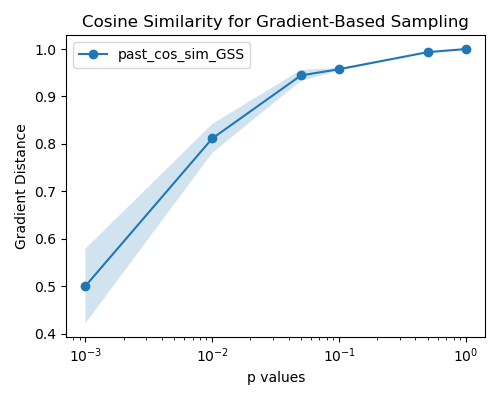 Cosine Similarity for Gradient-Based Sampling
past_cos_sim_GSS
Gradient Distance
1.0
0.9
0.8
0.7
0.6
0.5
0.4
10⁻³ 10⁻² 10⁻¹ 10⁰
p values